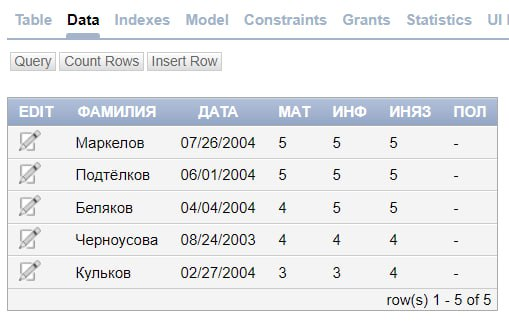 Table Data Indexes Model Constraints Grants Statistics UI
Query Count Rows Insert Row
EDIT ФАМИЛИЯ ДАТА МАТ ИНФ ИНЯЗ ПОЛ
Маркелов 07/26/2004 5 5 5 -
Подтёлков 06/01/2004 5 5 5 -
Беляков 04/04/2004 4 5 5 -
Черноусова 08/24/2003 4 4 4 -
Кульков 02/27/2004 3 3 4 -
row(s) 1 - 5 of 5